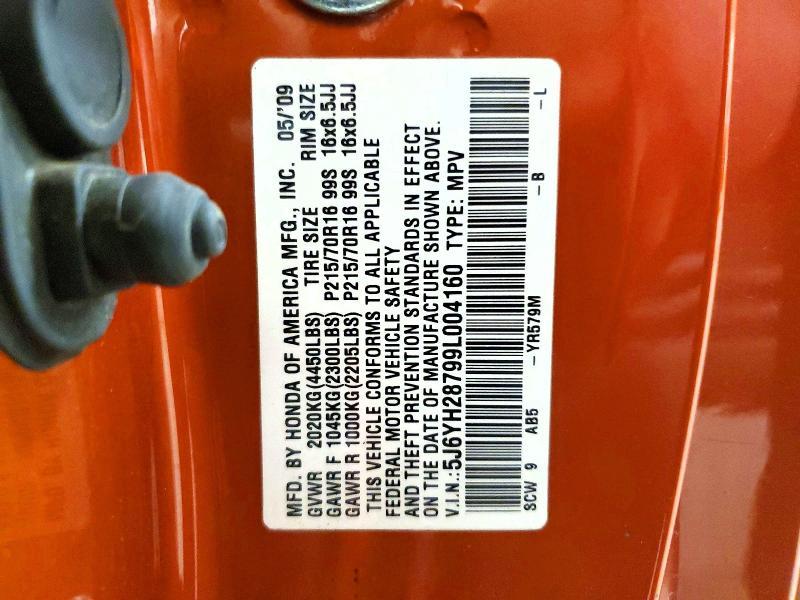 MFD. BY HONDA OF AMERICA MFG., INC. 05/'09
GVWR 2020KG(4450LBS) TIRE SIZE RIM SIZE
GAWR F 1045KG(2300LBS) P215/70R16 99S 16x6.5JJ
GAWR R 1000KG(2205LBS) P215/70R16 99S 16x6.5JJ
THIS VEHICLE CONFORMS TO ALL APPLICABLE
FEDERAL MOTOR VEHICLE SAFETY
AND THEFT PREVENTION STANDARDS IN EFFECT
ON THE DATE OF MANUFACTURE SHOWN ABOVE.
V.I.N.:5J6YH28799L004160 TYPE: MPV
SCW 9 AB5 -YR579M -B -L